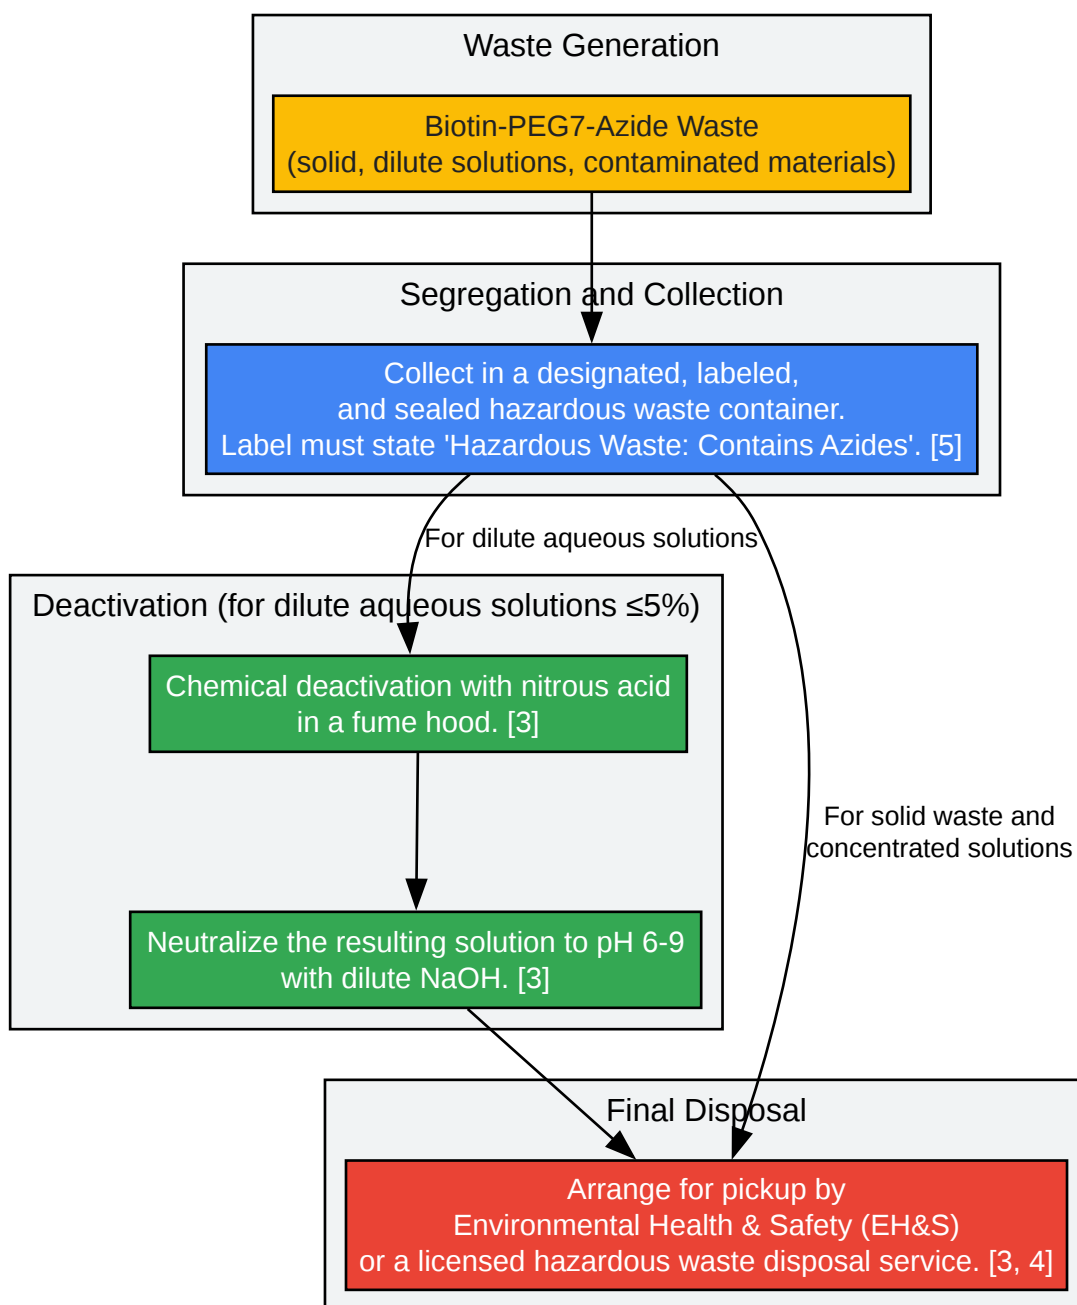 Waste Generation
Biotin-PEG7-Azide Waste
(solid, dilute solutions, contaminated materials)
Segregation and Collection
Collect in a designated, labeled,
and sealed hazardous waste container.
Label must state 'Hazardous Waste: Contains Azides'. [5]
For dilute aqueous solutions
Deactivation (for dilute aqueous solutions ≤5%)
Chemical deactivation with nitrous acid
in a fume hood. [3]
For solid waste and
concentrated solutions
Neutralize the resulting solution to pH 6-9
with dilute NaOH. [3]
Final Disposal
Arrange for pickup by
Environmental Health & Safety (EH&S)
or a licensed hazardous waste disposal service. [3, 4]